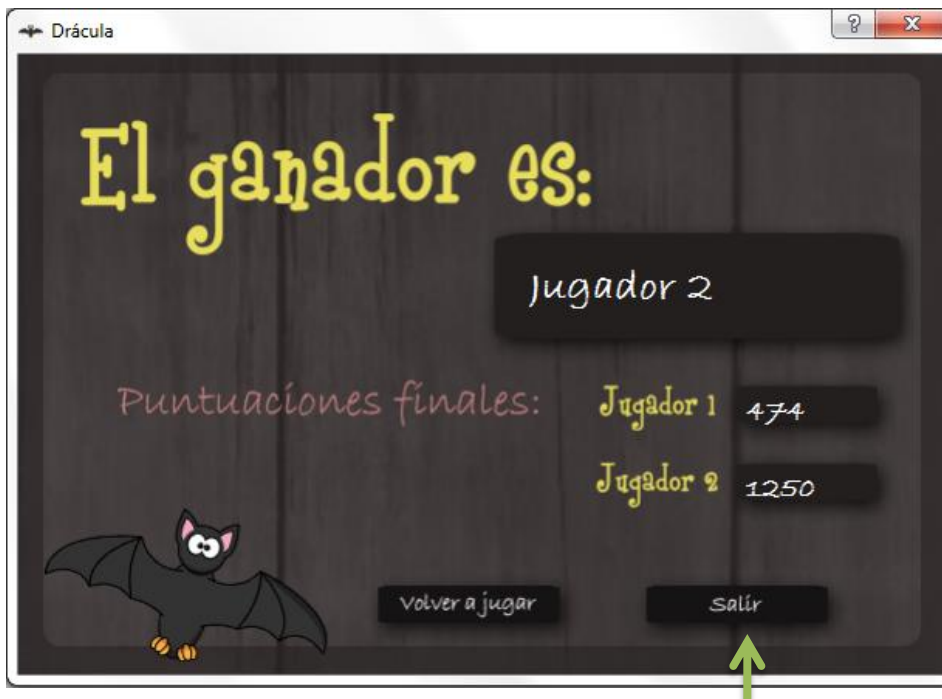 Drácula
El ganador es:
Jugador 2
Puntuaciones finales:
Jugador 1 474
Jugador 2 1250
Volver a jugar
Salir